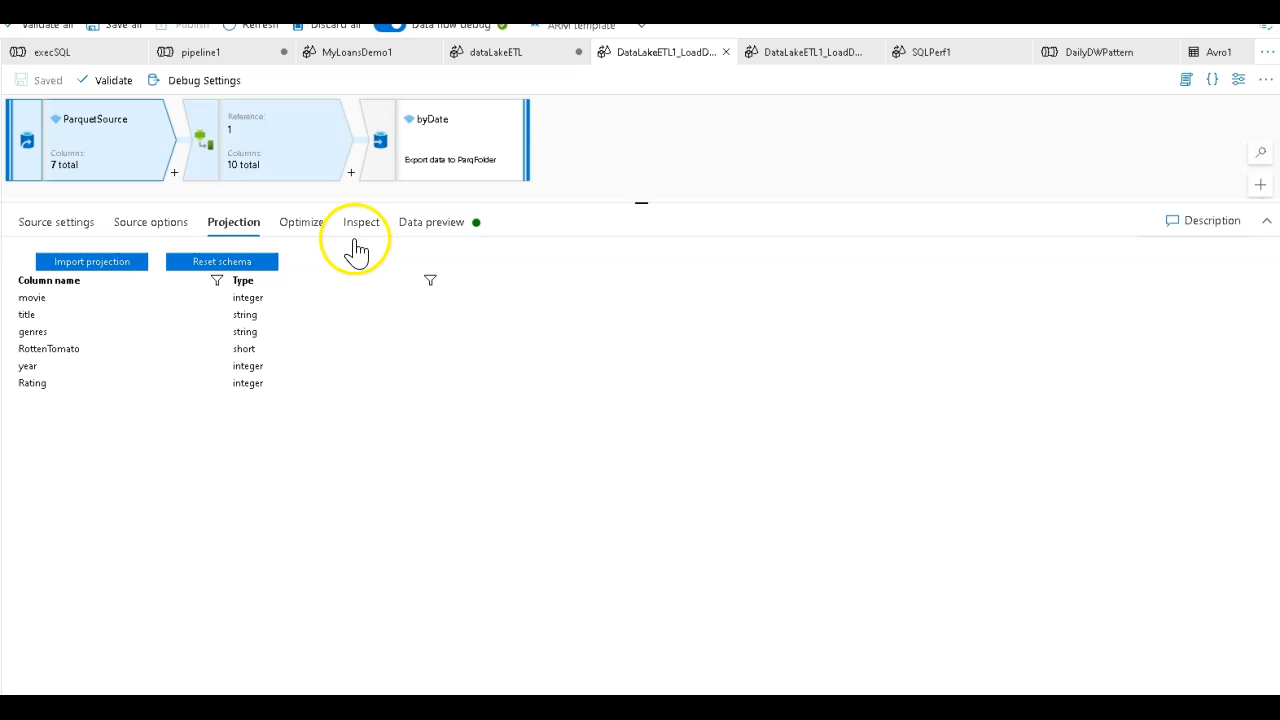 Validate all Save all Publish Refresh Discard all Data flow debug ARM template
execSQL pipeline1 MyLoansDemo1 dataLakeETL DataLakeETL1_LoadD... DataLakeETL1_LoadD... SQLPerf1 DailyDWPattern Avro1
Saved Validate Debug Settings
ParquetSource
Columns:
7 total
+
Reference:
1
Columns:
10 total
+
byDate
Export data to ParqFolder
Source settings Source options Projection Optimize Inspect Data preview Description
Import projection Reset schema
Column name Type
movie integer
title string
genres string
RottenTomato short
year integer
Rating integer